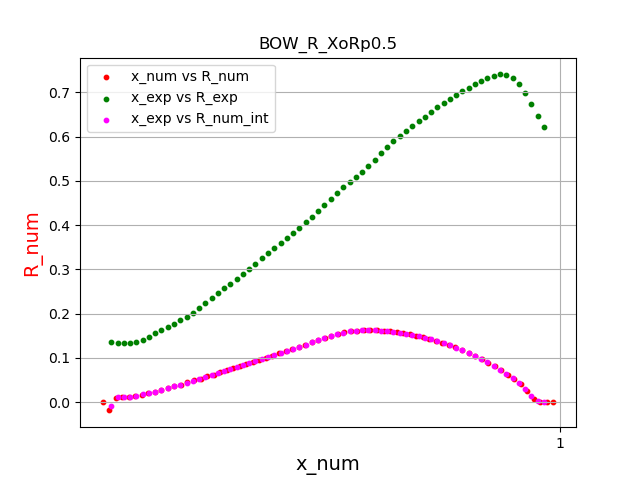 BOW_R_XoRp0.5
x_num vs R_num
x_exp vs R_exp
x_exp vs R_num_int
0.7
0.6
0.5
0.4
0.3
0.2
0.1
0.0
R_num
1
x_num